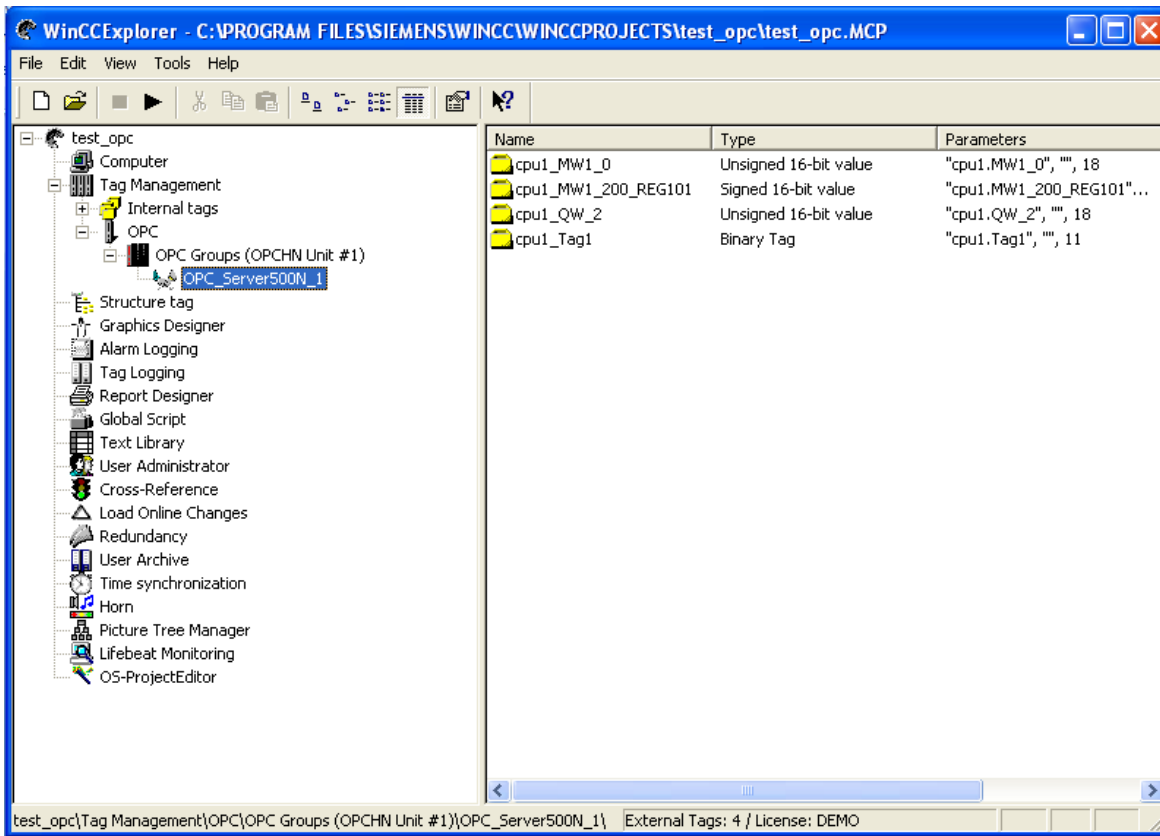 WinCCExplorer - C:\PROGRAM FILES\SIEMENS\WINCC\WINCCPROJECTS\test_opc\test_opc.MCP
File Edit View Tools Help
test_opc
Computer
Tag Management
Internal tags
OPC
OPC Groups (OPCHN Unit #1)
OPC_Server500N_1
Structure tag
Graphics Designer
Alarm Logging
Tag Logging
Report Designer
Global Script
Text Library
User Administrator
Cross-Reference
Load Online Changes
Redundancy
User Archive
Time synchronization
Horn
Picture Tree Manager
Lifebeat Monitoring
OS-ProjectEditor
Name Type Parameters
cpu1_MW1_0 Unsigned 16-bit value "cpu1.MW1_0", "", 18
cpu1_MW1_200_REG101 Signed 16-bit value "cpu1.MW1_200_REG101"...
cpu1_QW_2 Unsigned 16-bit value "cpu1.QW_2", "", 18
cpu1_Tag1 Binary Tag "cpu1.Tag1", "", 11
test_opc\Tag Management\OPC\OPC Groups (OPCHN Unit #1)\OPC_Server500N_1\ External Tags: 4 / License: DEMO